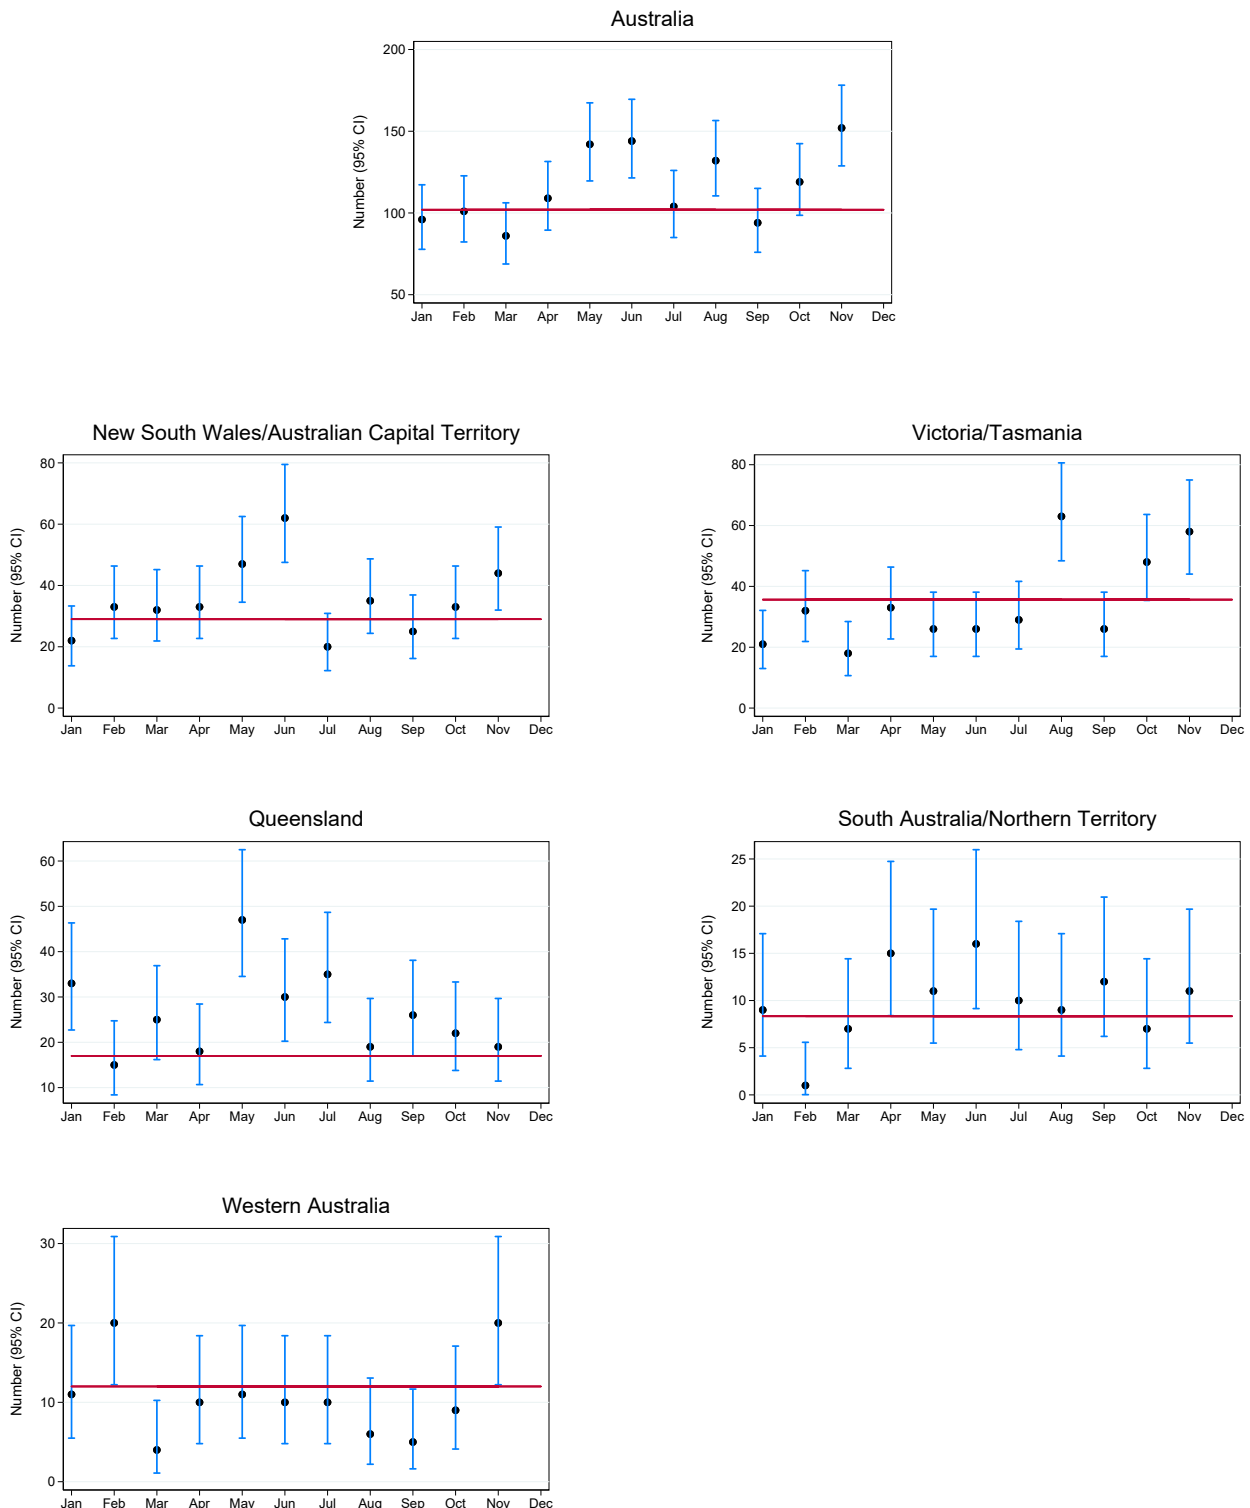 Australia
Number (95% CI)
200
150
100
50
Jan Feb Mar Apr May Jun Jul Aug Sep Oct Nov Dec
New South Wales/Australian Capital Territory
Number (95% CI)
80
60
40
20
0
Jan Feb Mar Apr May Jun Jul Aug Sep Oct Nov Dec
Victoria/Tasmania
Number (95% CI)
80
60
40
20
0
Jan Feb Mar Apr May Jun Jul Aug Sep Oct Nov Dec
Queensland
Number (95% CI)
60
50
40
30
20
10
Jan Feb Mar Apr May Jun Jul Aug Sep Oct Nov Dec
South Australia/Northern Territory
Number (95% CI)
25
20
15
10
5
0
Jan Feb Mar Apr May Jun Jul Aug Sep Oct Nov Dec
Western Australia
Number (95% CI)
30
20
10
0
Jan Feb Mar Apr May Jun Jul Aug Sep Oct Nov Dec